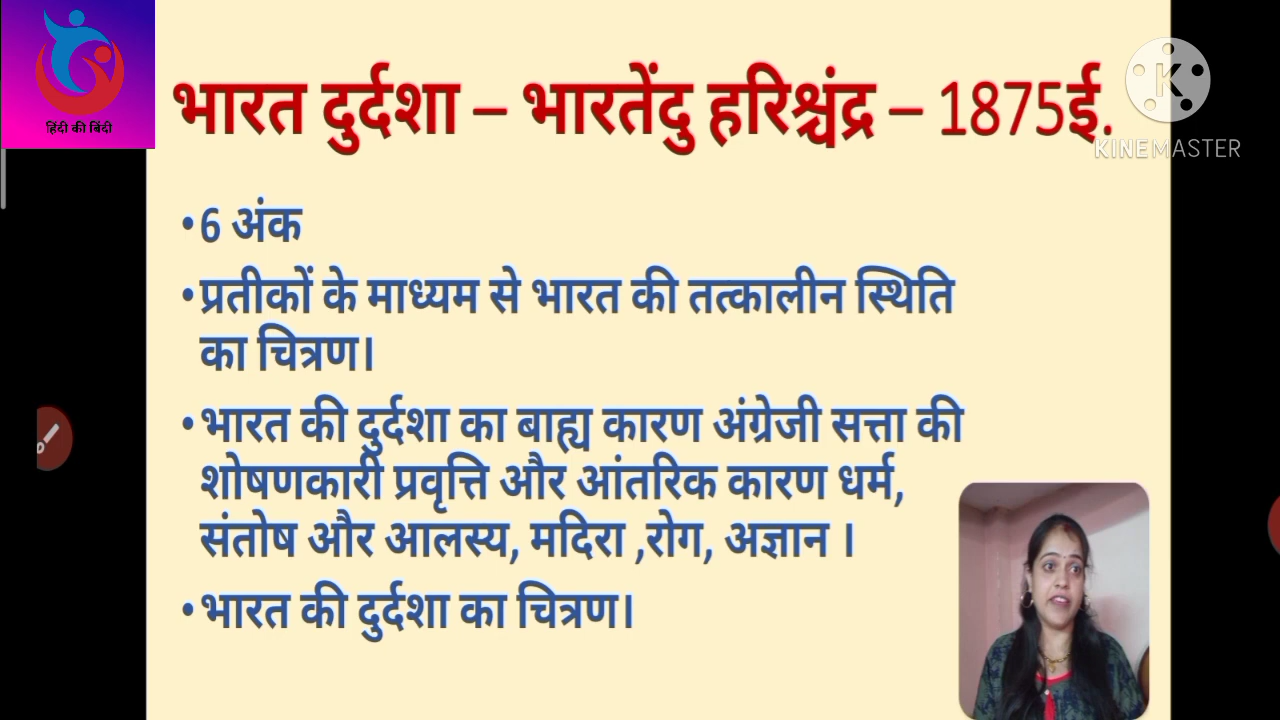 हिंदी की बिंदी
भारत दुर्दशा – भारतेंदु हरिश्चंद्र – 1875ई.
K
KINEMASTER
•6 अंक
•प्रतीकों के माध्यम से भारत की तत्कालीन स्थिति
का चित्रण।
•भारत की दुर्दशा का बाह्य कारण अंग्रेजी सत्ता की
शोषणकारी प्रवृत्ति और आंतरिक कारण धर्म,
संतोष और आलस्य, मदिरा ,रोग, अज्ञान ।
•भारत की दुर्दशा का चित्रण।